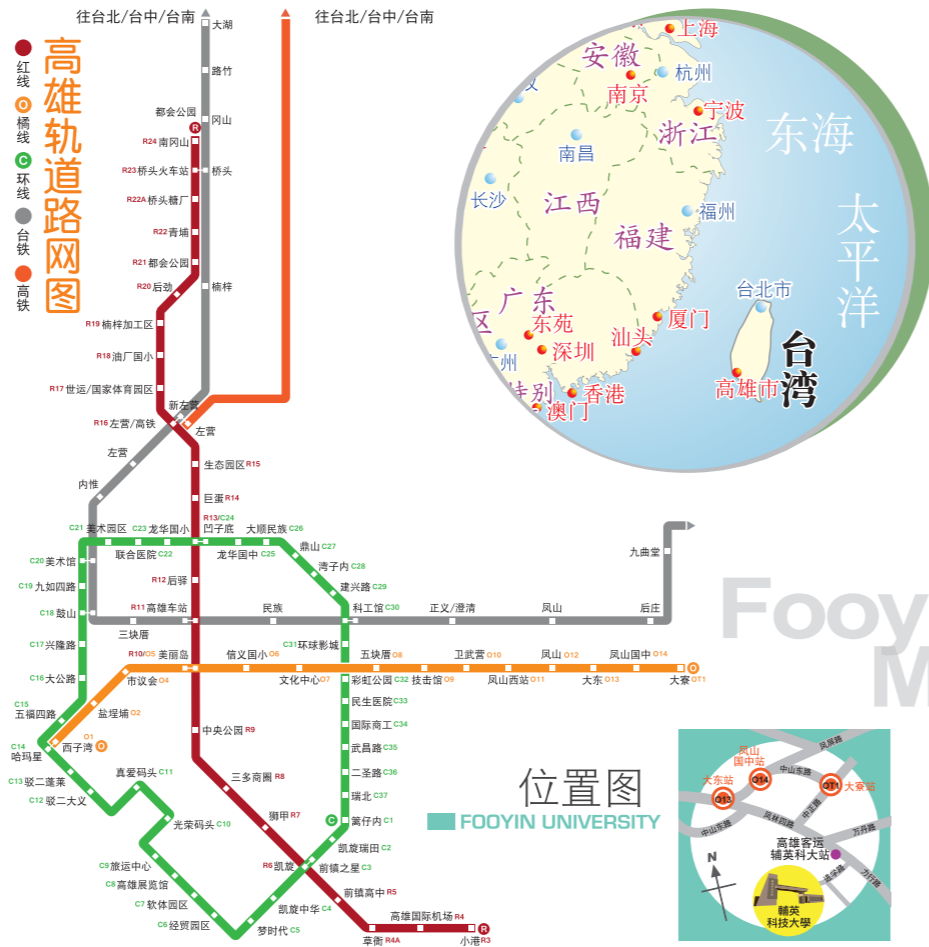 往台北/台中/台南
往台北/台中/台南
高雄轨道路网图
红线
O 橘线
C 环线
台铁
高铁
大湖
路竹
都会公园
冈山
R
R24 南冈山
R23 桥头火车站
桥头
R22A 桥头糖厂
R22 青埔
R21 都会公园
R20 后劲
楠梓
R19 楠梓加工区
R18 油厂国小
R17 世运/国家体育园区
新左营
R16 左营/高铁
左营
左营
内惟
生态园区 R15
巨蛋 R14
R13/C24
凹子底
C21 美术园区
C23 龙华国小
大顺民族 C26
联合医院 C22
龙华国中 C25
鼎山 C27
湾子内 C28
建兴路 C29
C20 美术馆
C19 九如四路
C18 鼓山
R12 后驿
R11 高雄车站
三块厝
民族
科工馆 C30
正义/澄清
凤山
后庄
九曲堂
C17 兴隆路
C31 环球影城
R10/O5 美丽岛
信义国小 O6
五块厝 O8
卫武营 O10
凤山 O12
凤山国中 O14
O
C16 大公路
市议会 O4
文化中心 O7
彩虹公园 C32
技击馆 O9
凤山西站 O11
大东 O13
大寮 OT1
C15
五福四路
盐埕埔 O2
民生医院 C33
国际商工 C34
中央公园 R9
O1
西子湾 O
C14
哈玛星
武昌路 C35
C13 驳二蓬莱
真爱码头 C11
三多商圈 R8
二圣路 C36
C12 驳二大义
瑞北 C37
光荣码头 C10
狮甲 R7
C
篱仔内 C1
凯旋瑞田 C2
C9 旅运中心
R6 凯旋
前镇之星 C3
C8 高雄展览馆
前镇高中 R5
C7 软体园区
凯旋中华 C4
C6 经贸园区
梦时代 C5
高雄国际机场 R4
草衙 R4A
小港 R3
R
上海
安徽
杭州
南京
宁波
浙江
东海
南昌
长沙
江西
福州
福建
太平洋
台北市
广东
区
东莞
厦门
汕头
深圳
州
台湾
高雄市
特别
香港
澳门
Fooy
M
位置图
FOOYIN UNIVERSITY
凤屏路
凤山
国中站
中山东路
大东站
O14
OT1
大寮站
O13
中正路
凤林四路
中山东路
万丹路
高雄客运
辅英科大站
N
进学路
力行路
輔英
科技大學